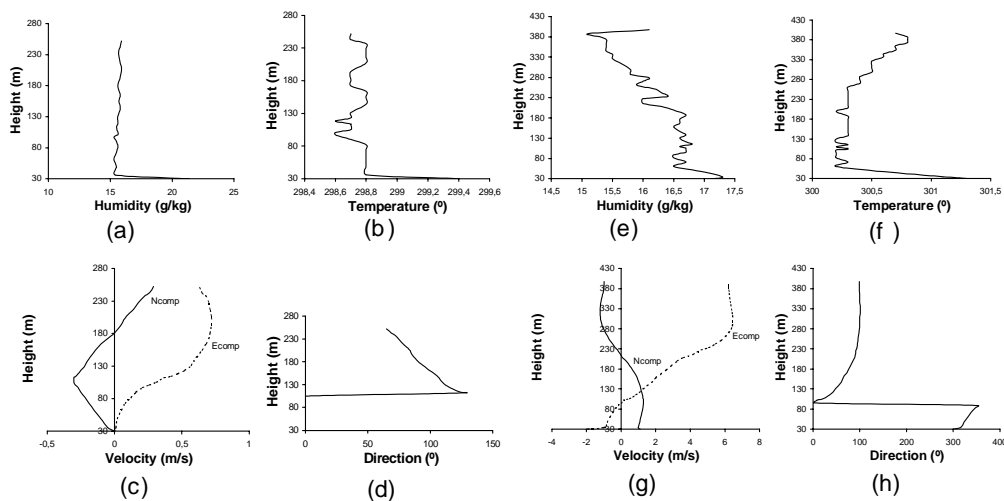 280
230
180
130
80
30
Height (m)
10 15 20 25
Humidity (g/kg)
(a)
280
230
180
130
80
30
Height (m)
298,4 298,6 298,8 299 299,2 299,4 299,6
Temperature (º)
(b)
430
380
330
280
230
180
130
80
30
Height (m)
14,5 15 15,5 16 16,5 17 17,5
Humidity (g/kg)
(e)
430
380
330
280
230
180
130
80
30
Height (m)
300 300,5 301 301,5
Temperature (º)
(f )
280
230
180
130
80
30
Height (m)
Ncomp
Ecomp
-0,5 0 0,5 1
Velocity (m/s)
(c)
280
230
180
130
80
30
Height (m)
0 50 100 150
Direction (º)
(d)
430
380
330
280
230
180
130
80
30
Height (m)
Ecomp
Ncomp
-4 -2 0 2 4 6 8
Velocity (m/s)
(g)
430
380
330
280
230
180
130
80
30
Height (m)
0 100 200 300 400
Direction (º)
(h)